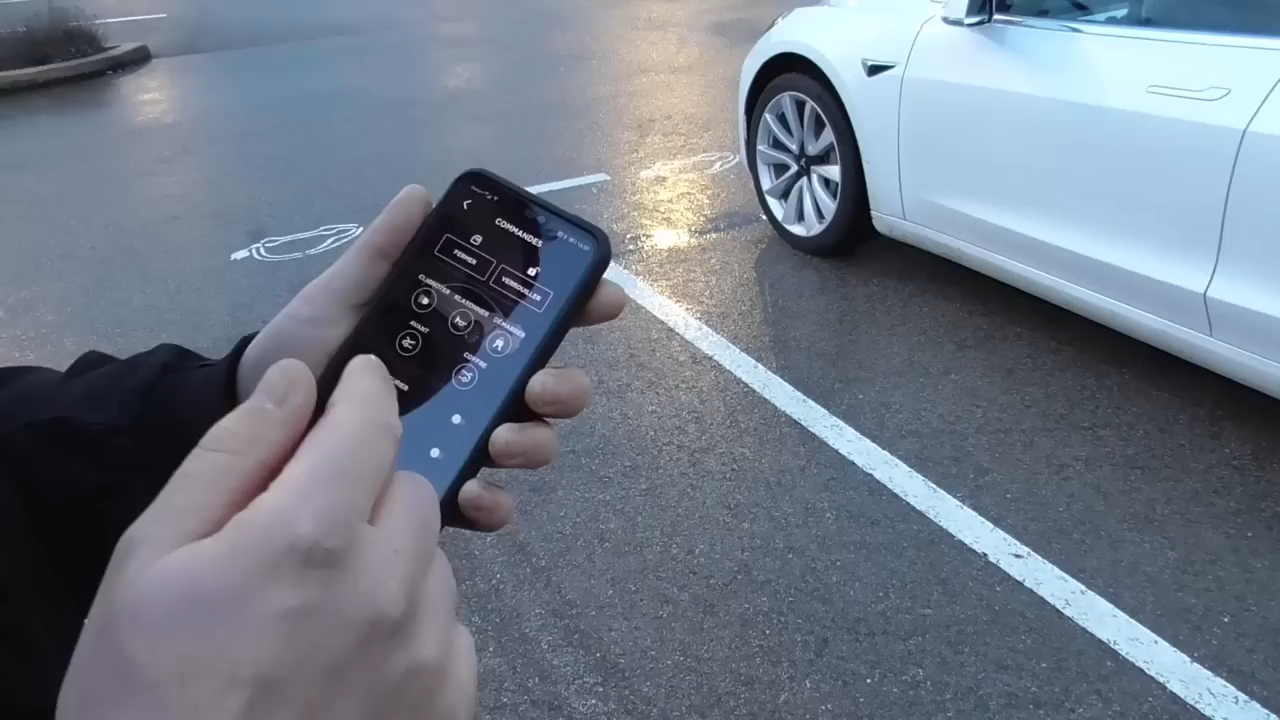 COMMANDES
FERMER
VERROUILLER
CLIGNOTER KLAXONNER DÉMARRER
AVANT
COFFRE